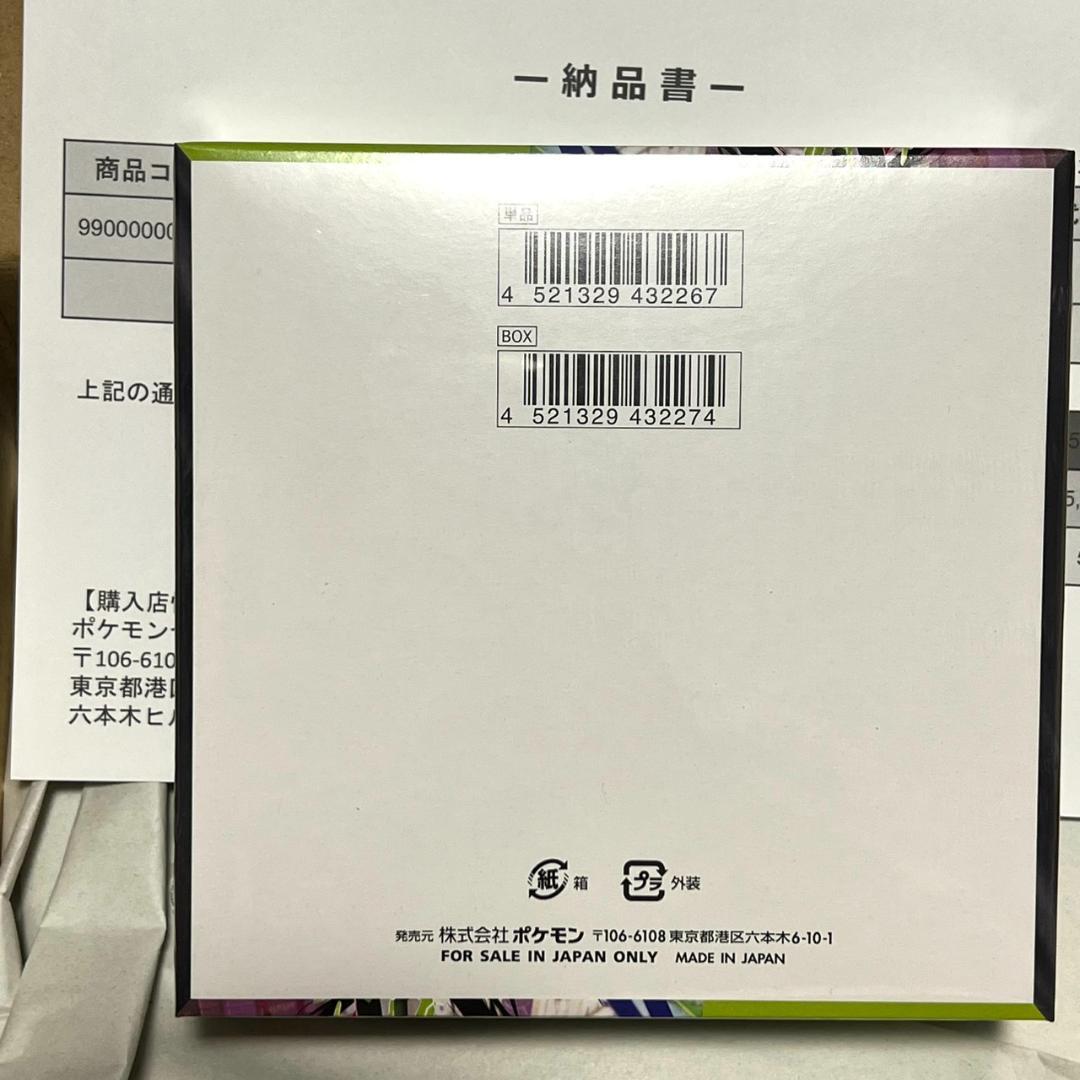 ー納品書ー
商品コ
99000000
上記の通
【購入店
ポケモン
〒106-610
東京都港
六本木ヒル
単品
4 521329 432267
BOX
4 521329 432274
紙 箱
プラ 外装
発売元 株式会社ポケモン 〒106-6108 東京都港区六本木6-10-1
FOR SALE IN JAPAN ONLY MADE IN JAPAN